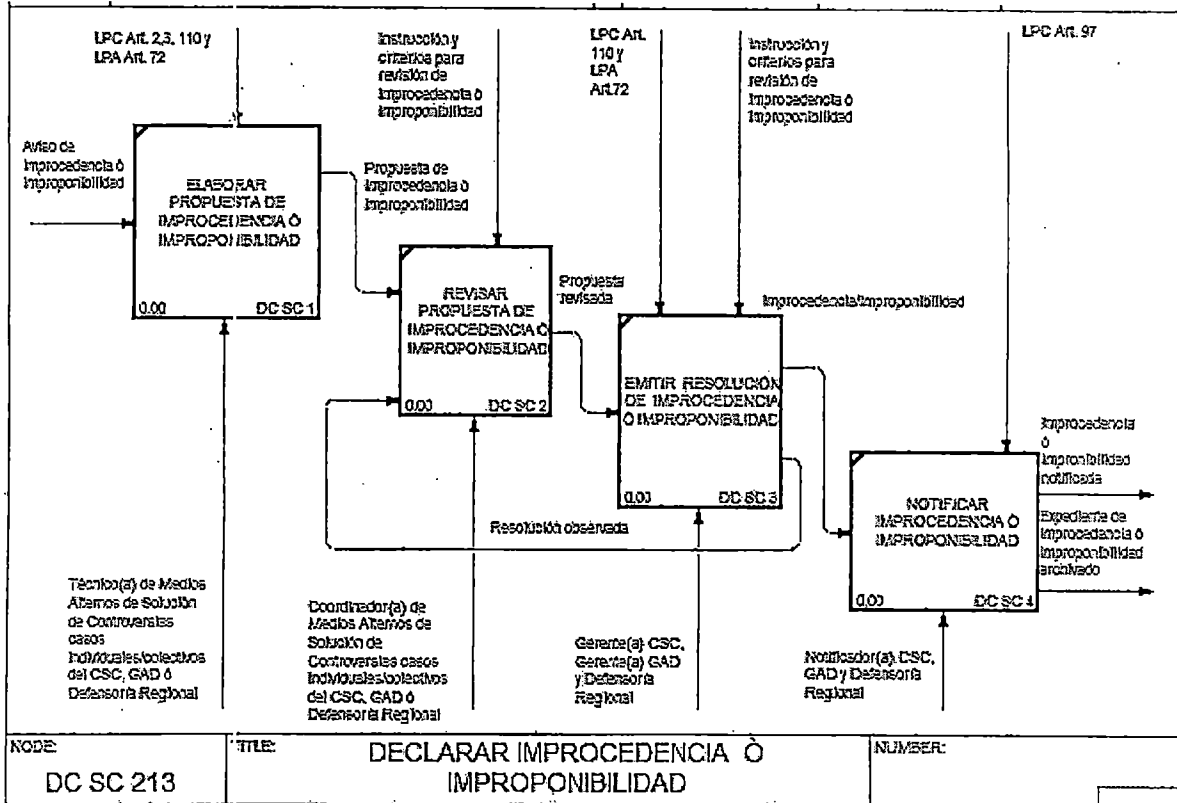 LPC Art. 2,3, 110 y
LPA Art. 72
Instrucción y
criterios para
revisión de
Improcedencia ó
Improponibilidad
LPC Art.
110 y
LPA
Art.72
Instrucción y
criterios para
revisión de
Improcedencia ó
Improponibilidad
LPC Art. 97
Aviso de
Improcedencia ó
Improponibilidad
ELABORAR
PROPUESTA DE
IMPROCEDENCIA Ó
IMPROPONIBILIDAD
0.00 DC SC 1
Propuesta de
Improcedencia ó
Improponibilidad
REVISAR
PROPUESTA DE
IMPROCEDENCIA Ò
IMPROPONIBILIDAD
0.00 DC SC 2
Propuesta
revisada
Improcedencia/Improponibilidad
EMITIR RESOLUCIÓN
DE IMPROCEDENCIA
Ó IMPROPONIBILIDAD
0.00 DC SC 3
Resolución observada
NOTIFICAR
IMPROCEDENCIA Ò
IMPROPONIBILIDAD
0.00 DC SC 4
Improcedencia
ó
Impronibilidad
notificada
Expediente de
Improcedencia ó
Improponibilidad
archivado
Técnico(a) de Medios
Alternos de Solución
de Controversias
casos
Individuales/colectivos
del CSC, GAD ó
Defensoría Regional
Coordinador(a) de
Medios Alternos de
Solución de
Controversias casos
Individuales/colectivos
del CSC, GAD ó
Defensoría Regional
Gerente(a) CSC,
Gerente(a) GAD
y Defensoría
Regional
Notificador(a) CSC,
GAD y Defensoría
Regional
NODE:
DC SC 213
TITLE:
DECLARAR IMPROCEDENCIA Ò
IMPROPONIBILIDAD
NUMBER: